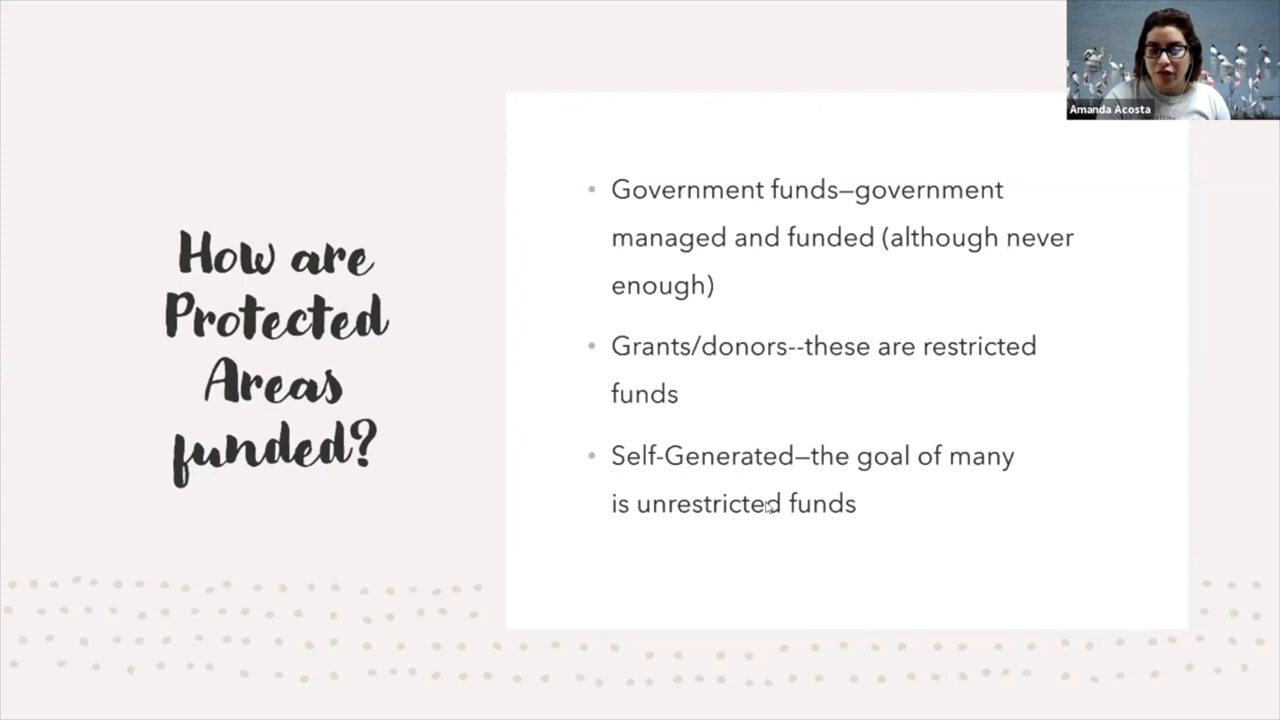 How are
Protected
Areas
funded?
• Government funds—government
managed and funded (although never
enough)
• Grants/donors--these are restricted
funds
• Self-Generated—the goal of many
is unrestricted funds
Amanda Acosta